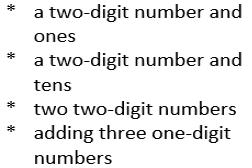 * a two-digit number and
ones
* a two-digit number and
tens
* two two-digit numbers
* adding three one-digit
numbers